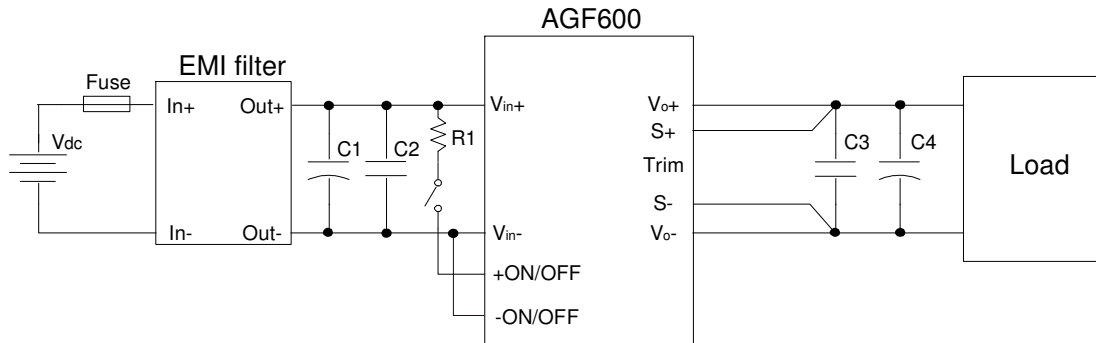 AGF600
EMI filter
Fuse
In+
Out+
Vin+
Vo+
S+
R1
Vdc
C1
C2
C3
C4
Trim
Load
S-
In-
Out-
Vin-
Vo-
+ON/OFF
-ON/OFF